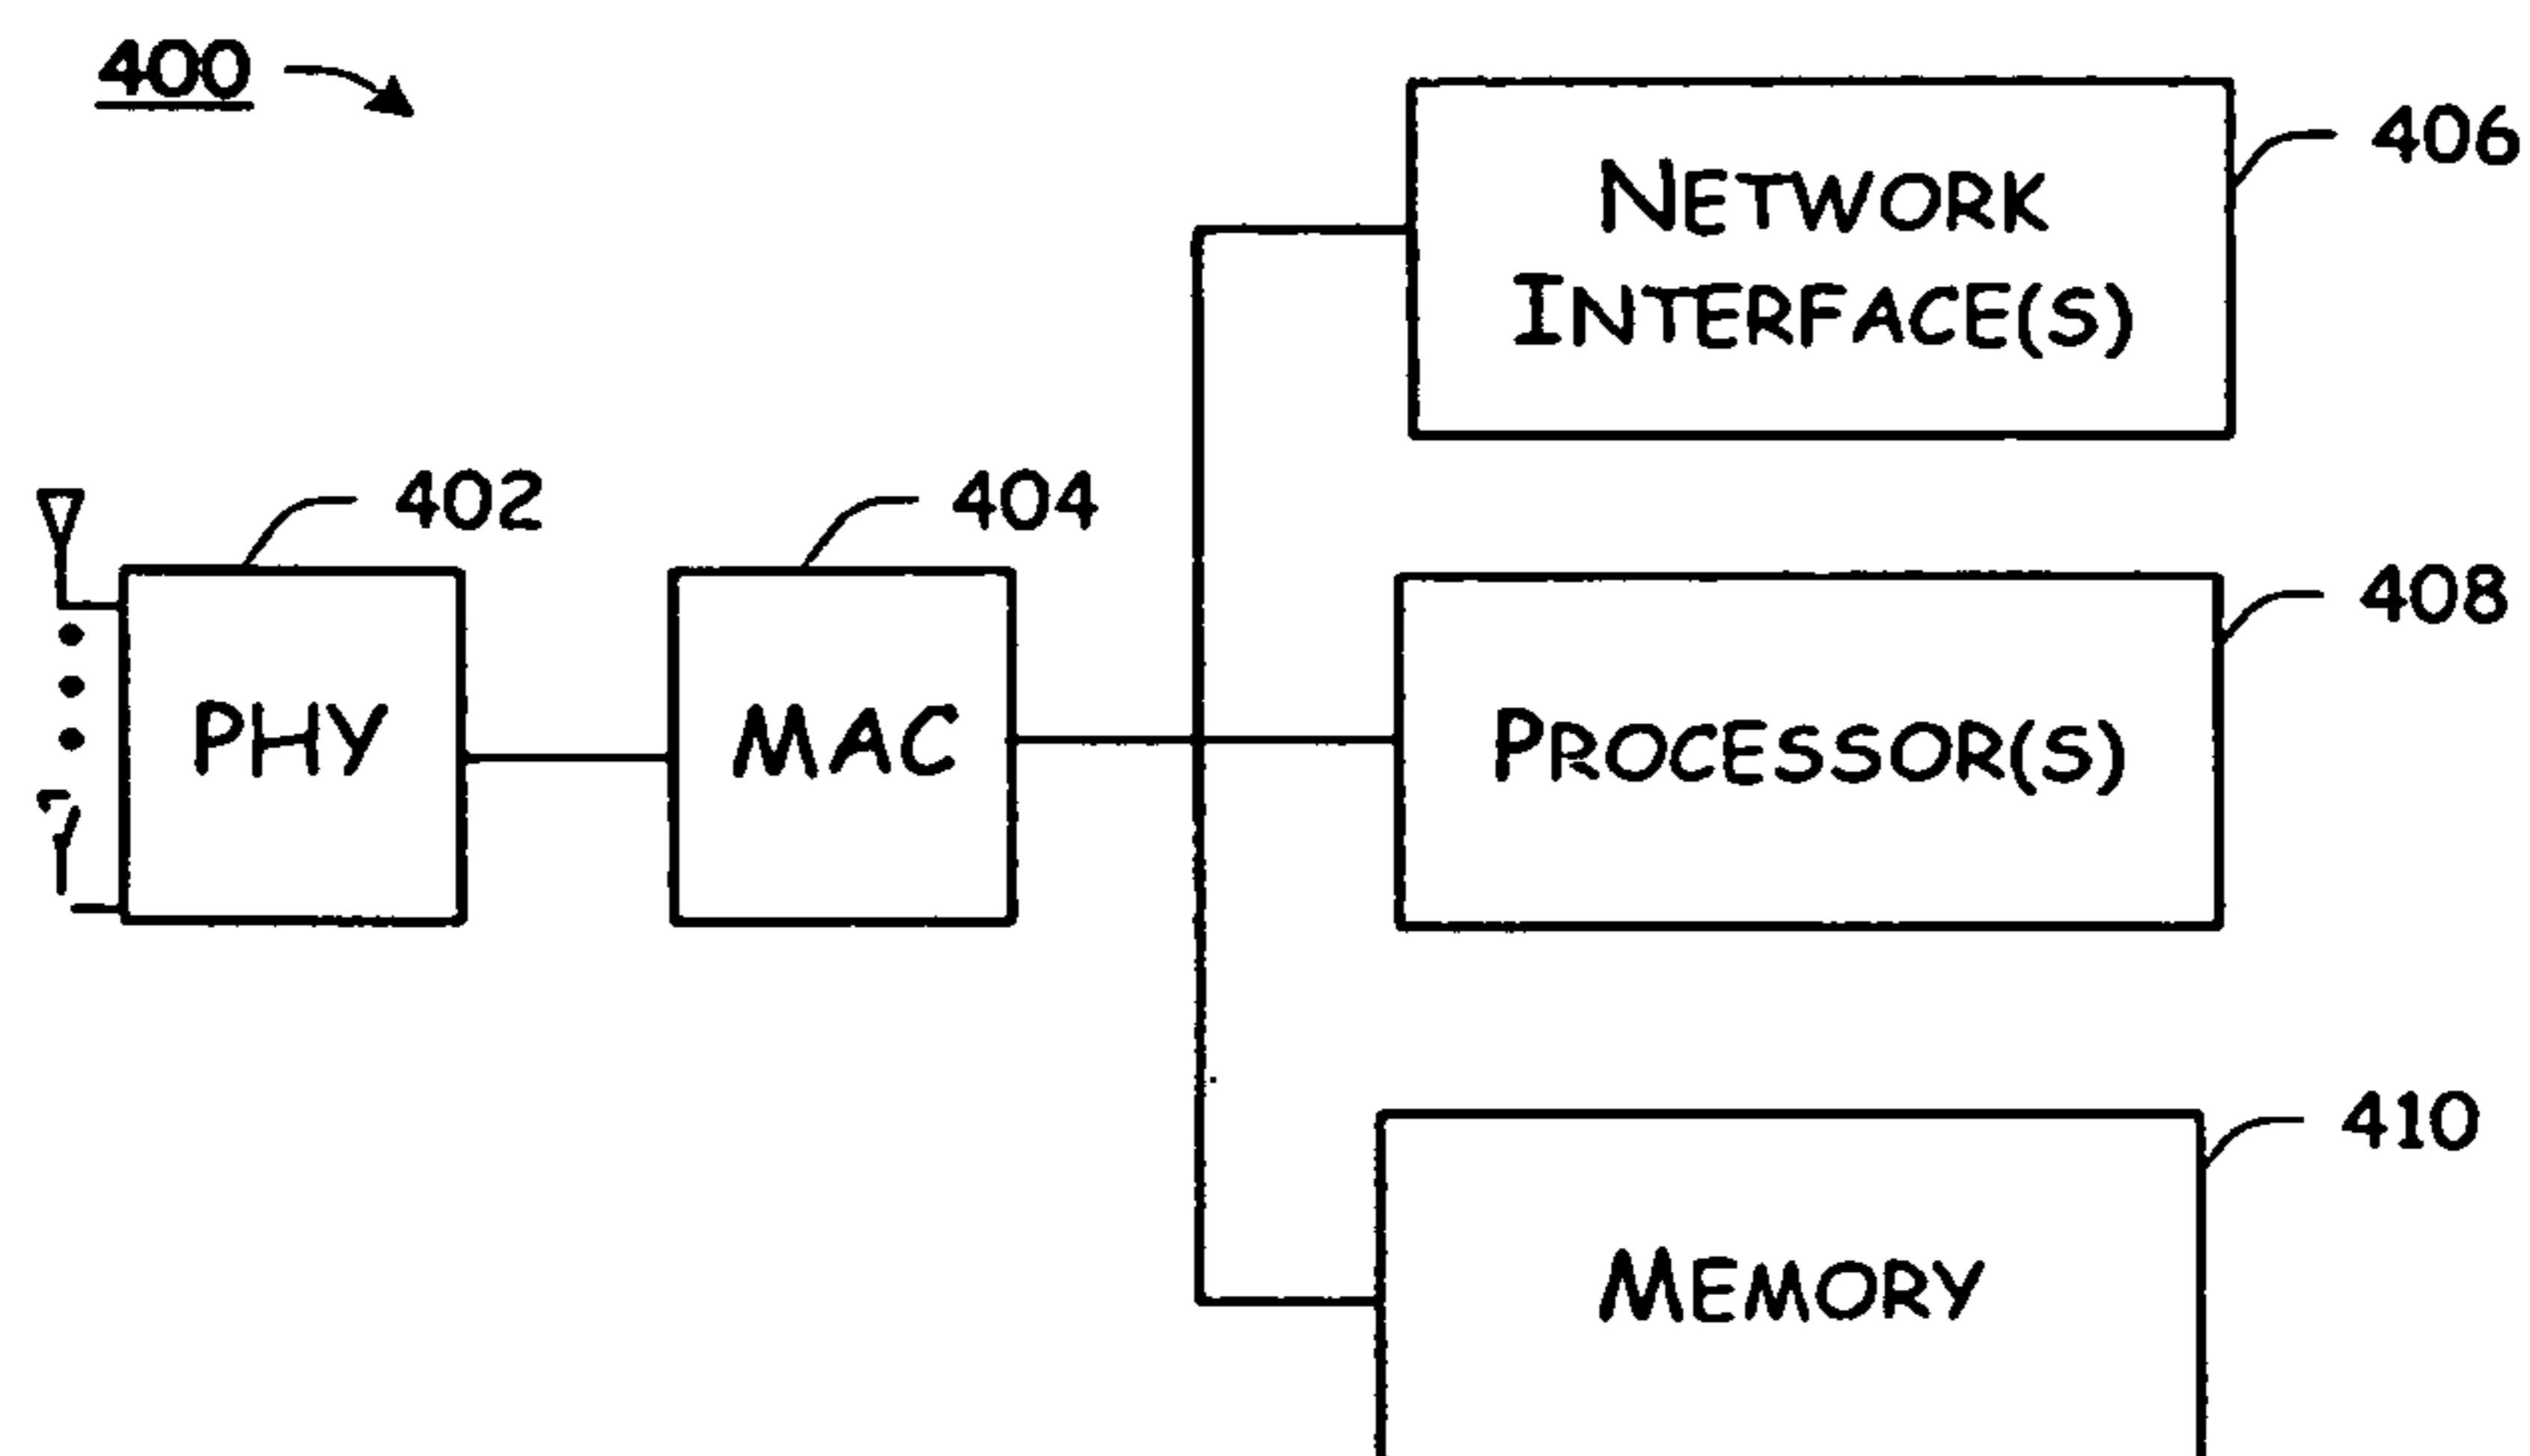 400
NETWORK
INTERFACE(S)
406
402
404
PHY
MAC
PROCESSOR(S)
408
MEMORY
410